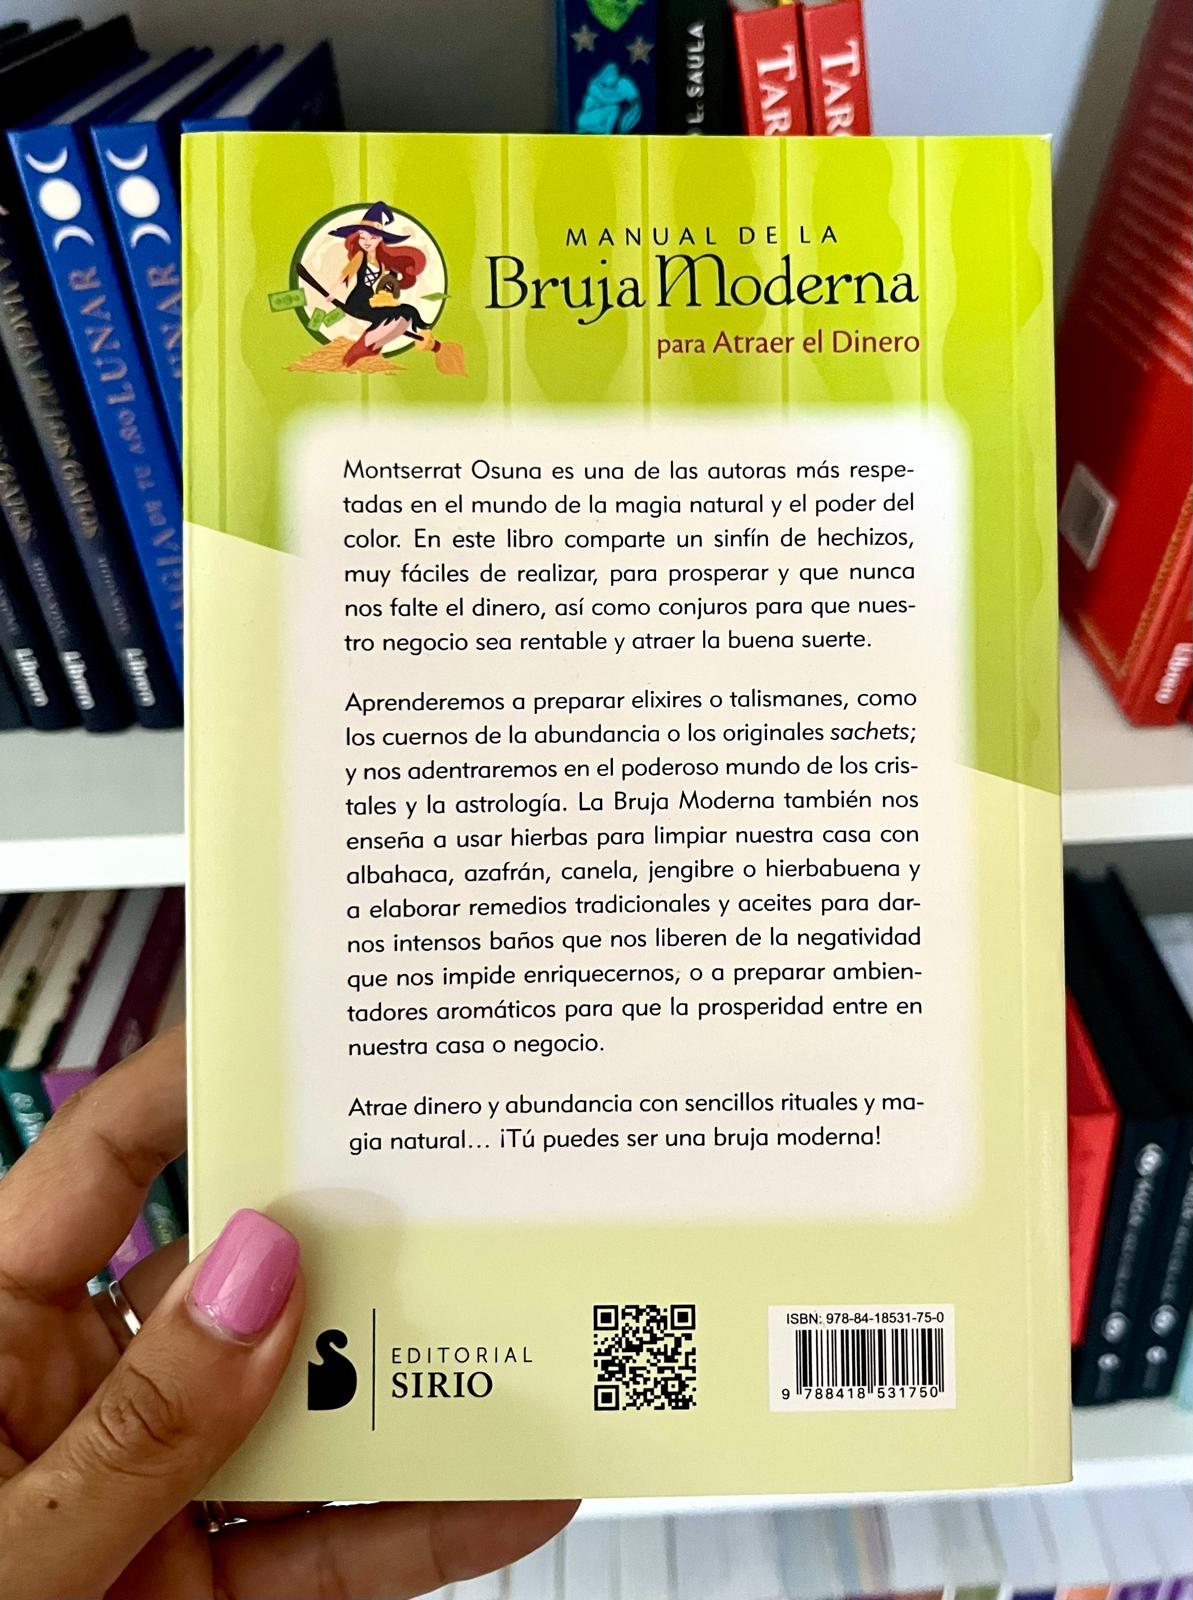 SAULA
TAR
TAR
LUNAR
MANUAL DE LA
Bruja Moderna
para Atraer el Dinero
Montserrat Osuna es una de las autoras más respe-
tadas en el mundo de la magia natural y el poder del
color. En este libro comparte un sinfín de hechizos,
muy fáciles de realizar, para prosperar y que nunca
nos falte el dinero, así como conjuros para que nues-
tro negocio sea rentable y atraer la buena suerte.
Aprenderemos a preparar elixires o talismanes, como
los cuernos de la abundancia o los originales sachets;
y nos adentraremos en el poderoso mundo de los cris-
tales y la astrología. La Bruja Moderna también nos
enseña a usar hierbas para limpiar nuestra casa con
albahaca, azafrán, canela, jengibre o hierbabuena y
a elaborar remedios tradicionales y aceites para dar-
nos intensos baños que nos liberen de la negatividad
que nos impide enriquecernos, o a preparar ambien-
tadores aromáticos para que la prosperidad entre en
nuestra casa o negocio.
Atrae dinero y abundancia con sencillos rituales y ma-
gia natural... ¡Tú puedes ser una bruja moderna!
EDITORIAL
SIRIO
ISBN: 978-84-18531-75-0
9 788418 531750